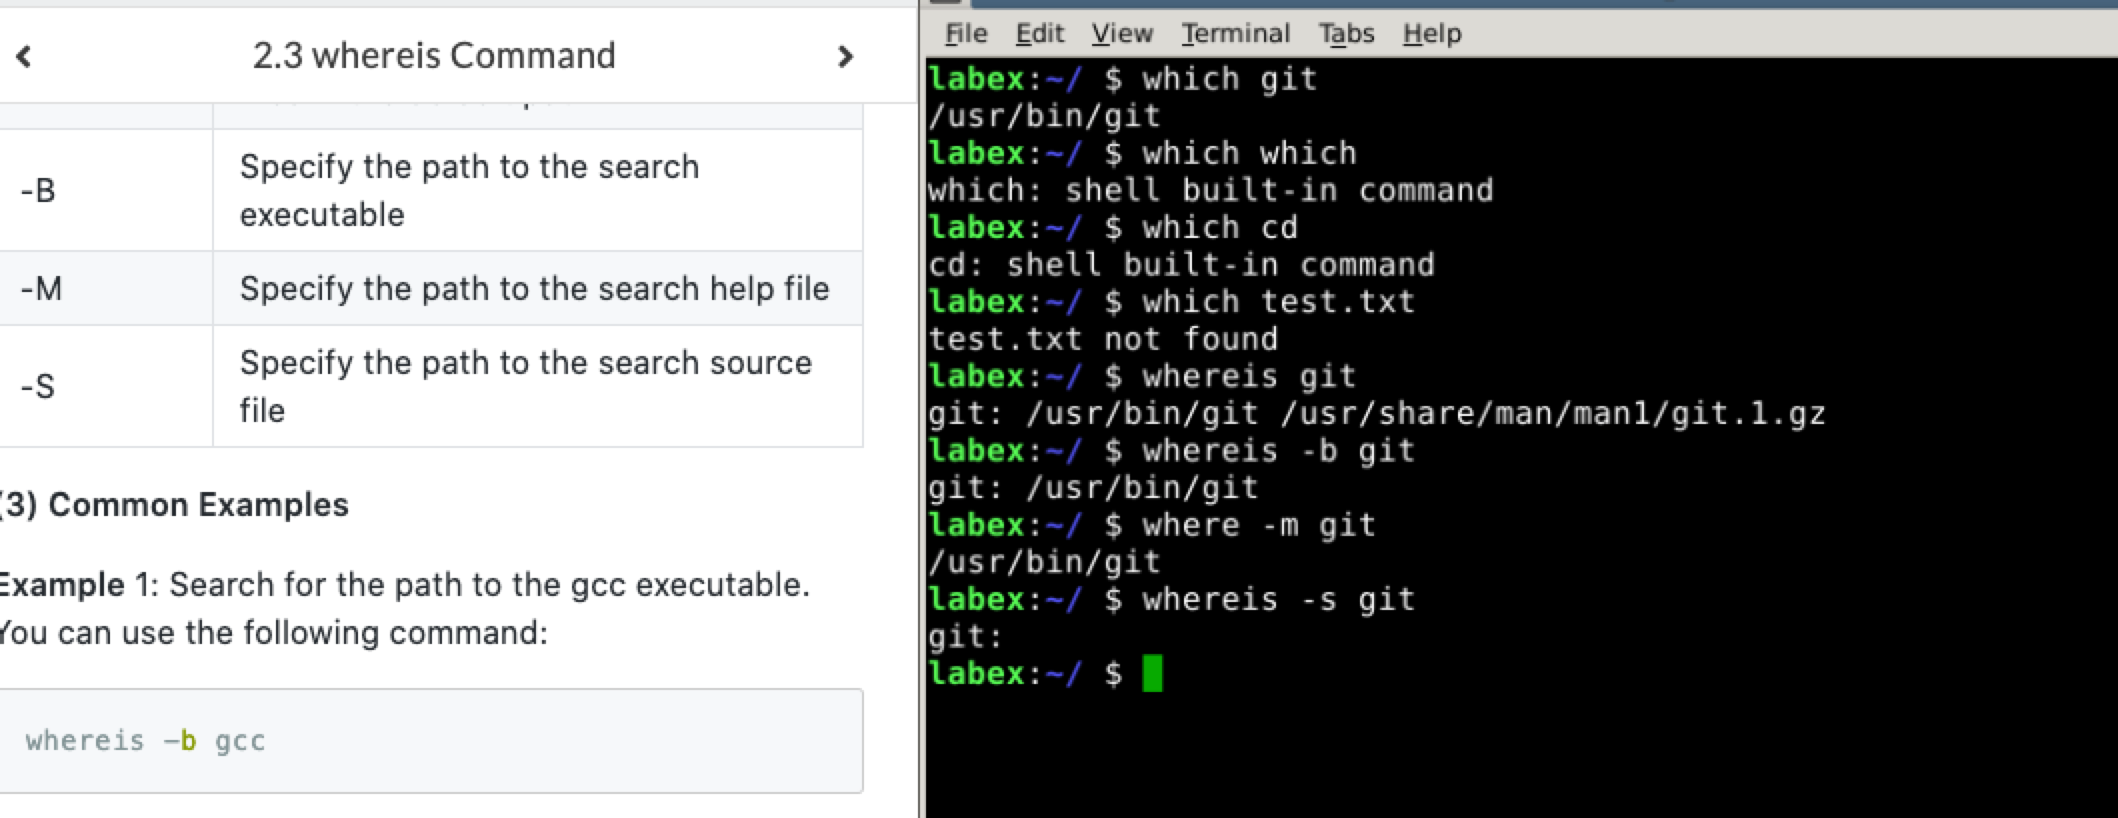 2.3 whereis Command
-B
Specify the path to the search
executable
-M
Specify the path to the search help file
-S
Specify the path to the search source
file
(3) Common Examples
Example 1: Search for the path to the gcc executable.
You can use the following command:
whereis -b gcc
File Edit View Terminal Tabs Help
labex:~/ $ which git
/usr/bin/git
labex:~/ $ which which
which: shell built-in command
labex:~/ $ which cd
cd: shell built-in command
labex:~/ $ which test.txt
test.txt not found
labex:~/ $ whereis git
git: /usr/bin/git /usr/share/man/man1/git.1.gz
labex:~/ $ whereis -b git
git: /usr/bin/git
labex:~/ $ where -m git
/usr/bin/git
labex:~/ $ whereis -s git
git:
labex:~/ $